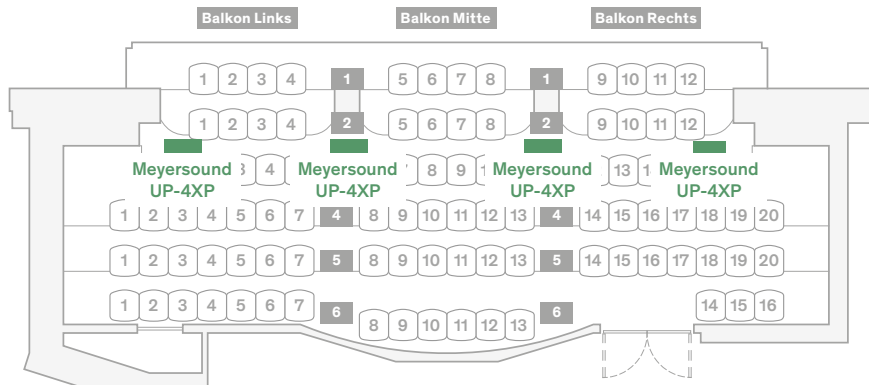 Balkon Links Balkon Mitte Balkon Rechts
1 2 3 4 1 5 6 7 8 1 9 10 11 12
1 2 3 4 2 5 6 7 8 2 9 10 11 12
4 8 9 13
Meyersound Meyersound Meyersound Meyersound
UP-4XP UP-4XP UP-4XP UP-4XP
1 2 3 4 5 6 7 4 8 9 10 11 12 13 4 14 15 16 17 18 19 20
1 2 3 4 5 6 7 5 8 9 10 11 12 13 5 14 15 16 17 18 19 20
1 2 3 4 5 6 7 6 8 9 10 11 12 13 6 14 15 16